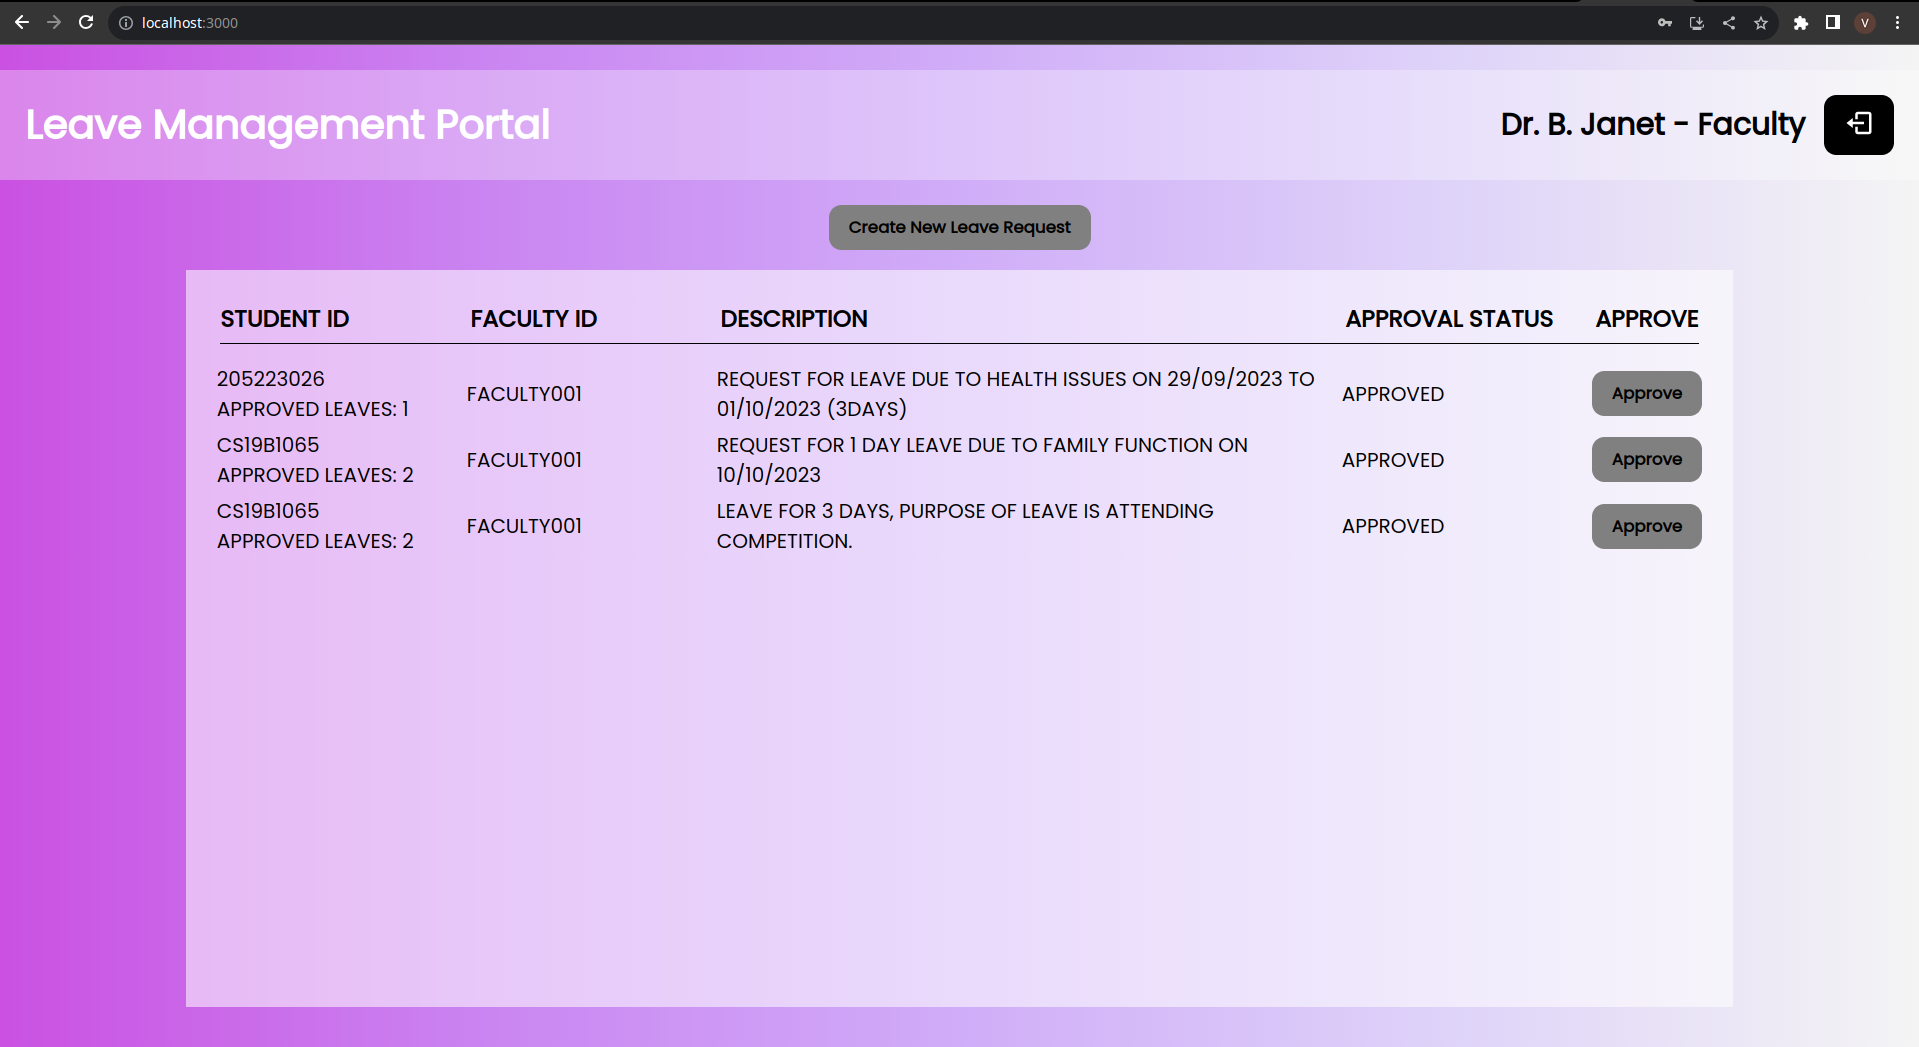 localhost:3000
V
Leave Management Portal
Dr. B. Janet - Faculty
Create New Leave Request
STUDENT ID FACULTY ID DESCRIPTION APPROVAL STATUS APPROVE
205223026
APPROVED LEAVES: 1
FACULTY001
REQUEST FOR LEAVE DUE TO HEALTH ISSUES ON 29/09/2023 TO
01/10/2023 (3DAYS)
APPROVED
Approve
CS19B1065
APPROVED LEAVES: 2
FACULTY001
REQUEST FOR 1 DAY LEAVE DUE TO FAMILY FUNCTION ON
10/10/2023
APPROVED
Approve
CS19B1065
APPROVED LEAVES: 2
FACULTY001
LEAVE FOR 3 DAYS, PURPOSE OF LEAVE IS ATTENDING
COMPETITION.
APPROVED
Approve